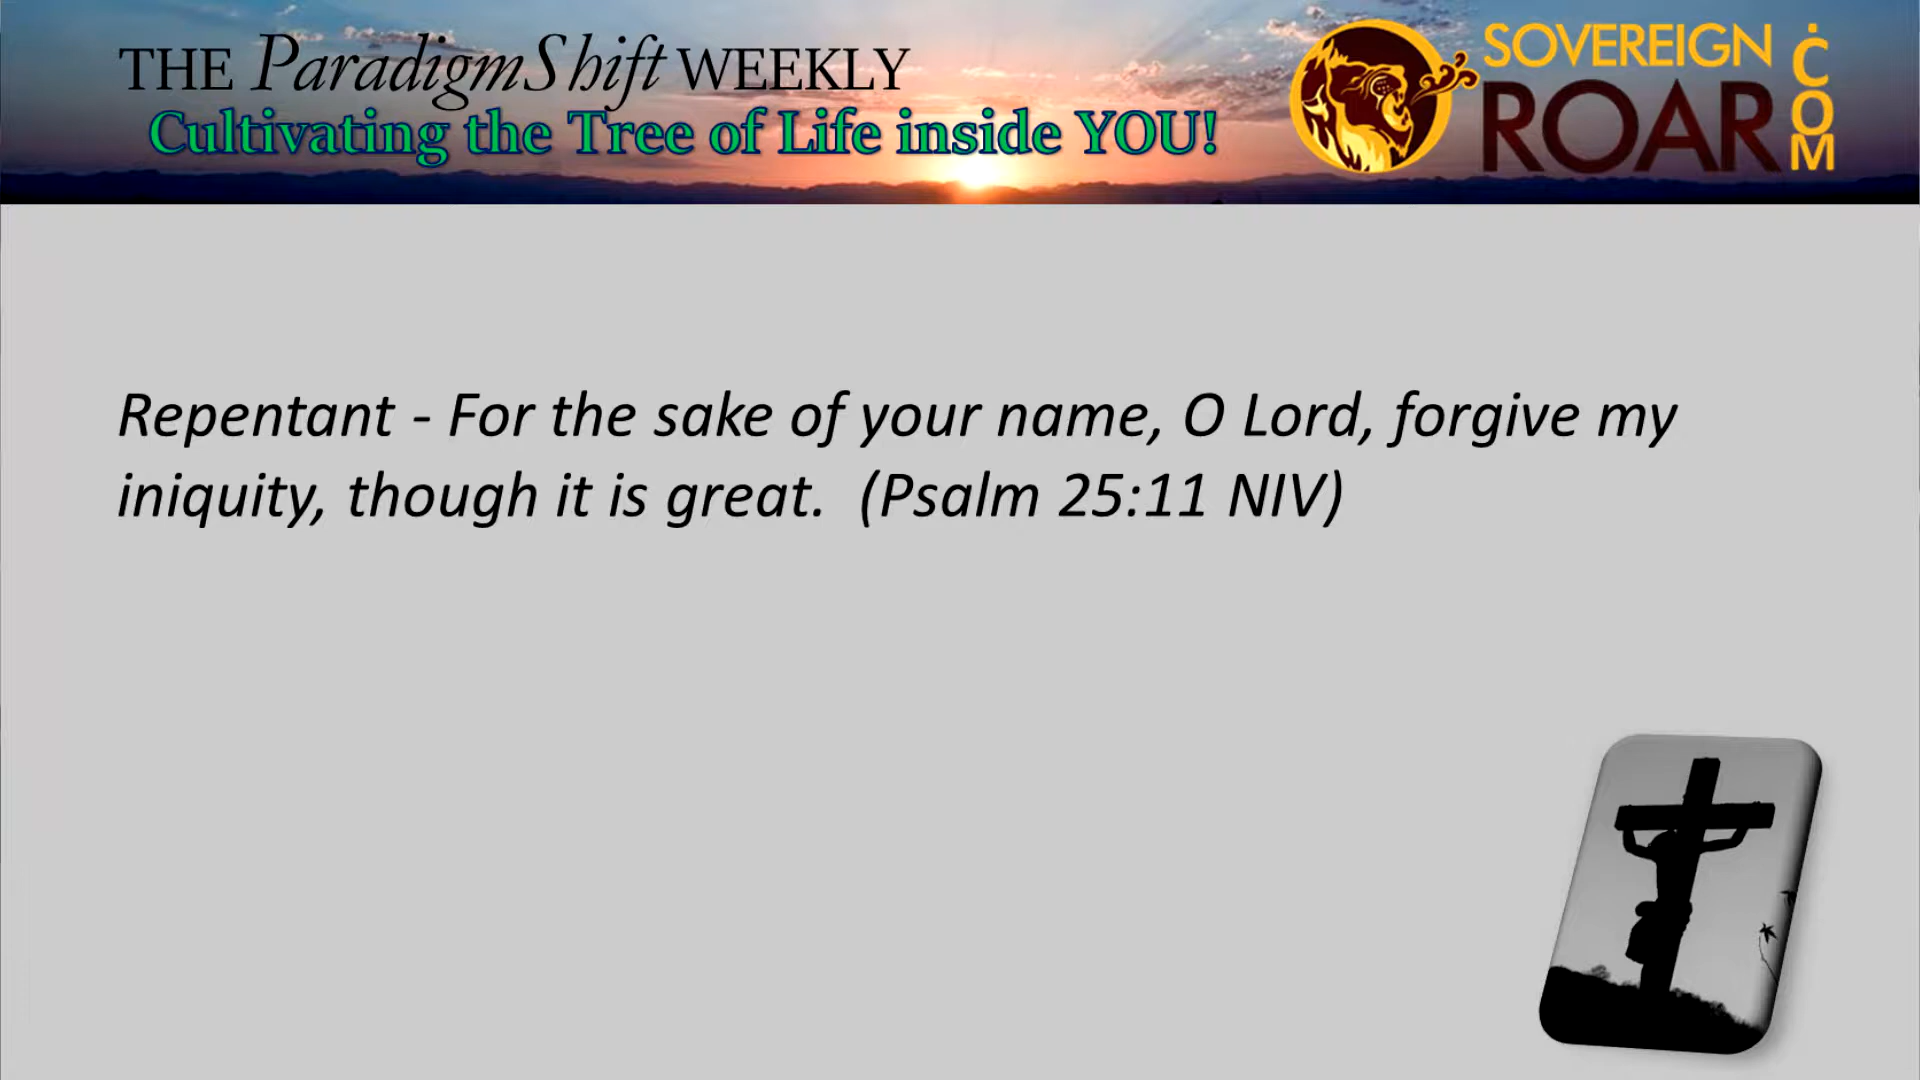 THE ParadigmShift WEEKLY
Cultivating the Tree of Life inside YOU!
SOVEREIGN
ROAR
.COM
Repentant - For the sake of your name, O Lord, forgive my
iniquity, though it is great.  (Psalm 25:11 NIV)